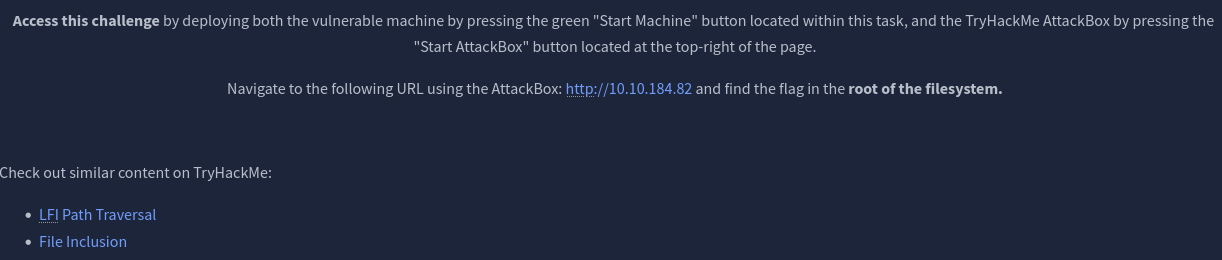 Access this challenge by deploying both the vulnerable machine by pressing the green "Start Machine" button located within this task, and the TryHackMe AttackBox by pressing the
"Start AttackBox" button located at the top-right of the page.
Navigate to the following URL using the AttackBox: http://10.10.184.82 and find the flag in the root of the filesystem.
Check out similar content on TryHackMe:
• LFI Path Traversal
• File Inclusion